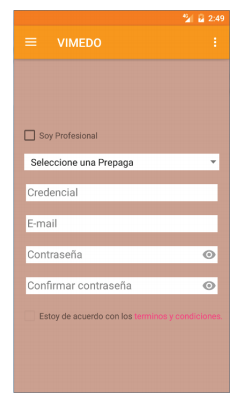 2:49
VIMEDO
Soy Profesional
Seleccione una Prepaga
Credencial
E-mail
Contraseña
Confirmar contraseña
Estoy de acuerdo con los terminos y condiciones.